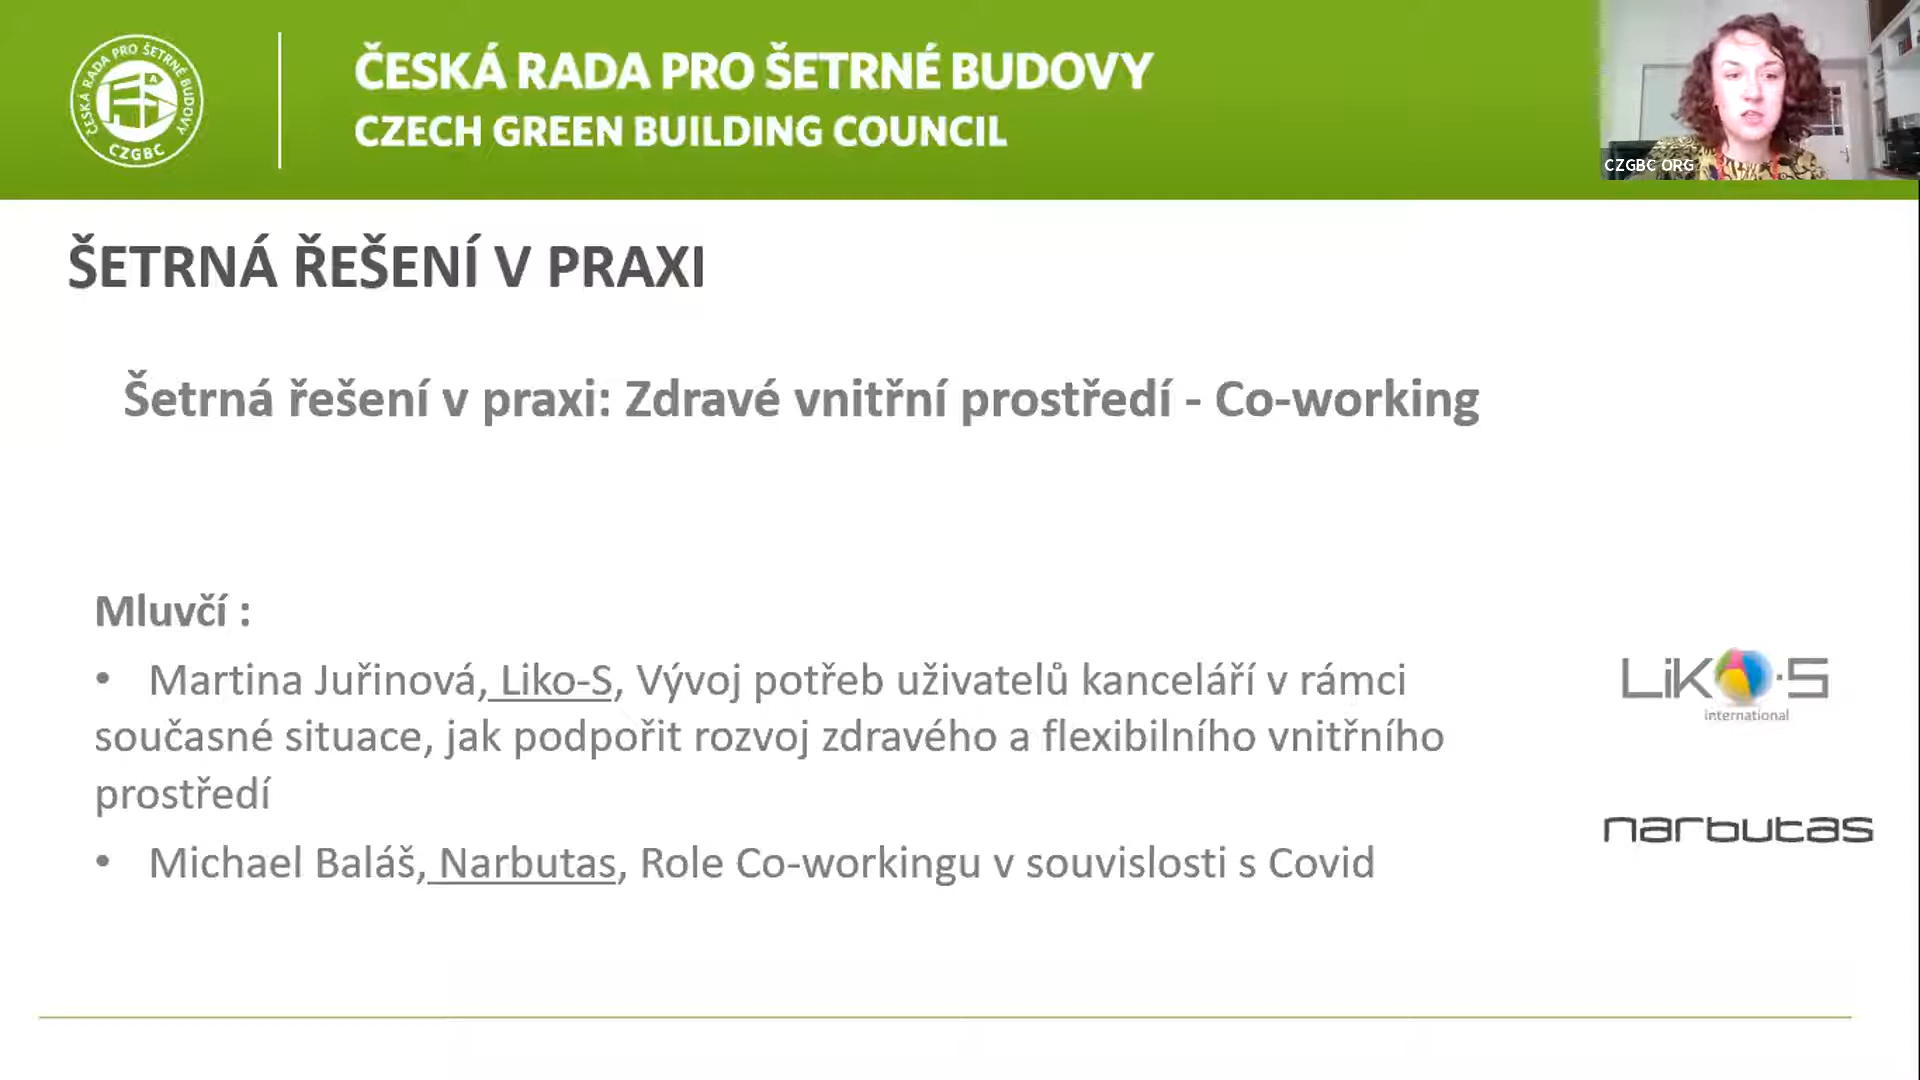 ČESKÁ RADA PRO ŠETRNÉ BUDOVY
CZGBC
ČESKÁ RADA PRO ŠETRNÉ BUDOVY
CZECH GREEN BUILDING COUNCIL
CZGBC ORG
ŠETRNÁ ŘEŠENÍ V PRAXI
Šetrná řešení v praxi: Zdravé vnitřní prostředí - Co-working
Mluvčí :
• Martina Juřinová, Liko-S, Vývoj potřeb uživatelů kanceláří v rámci
současné situace, jak podpořit rozvoj zdravého a flexibilního vnitřního
prostředí
• Michael Baláš, Narbutas, Role Co-workingu v souvislosti s Covid
LiKO·S
international
narbutas